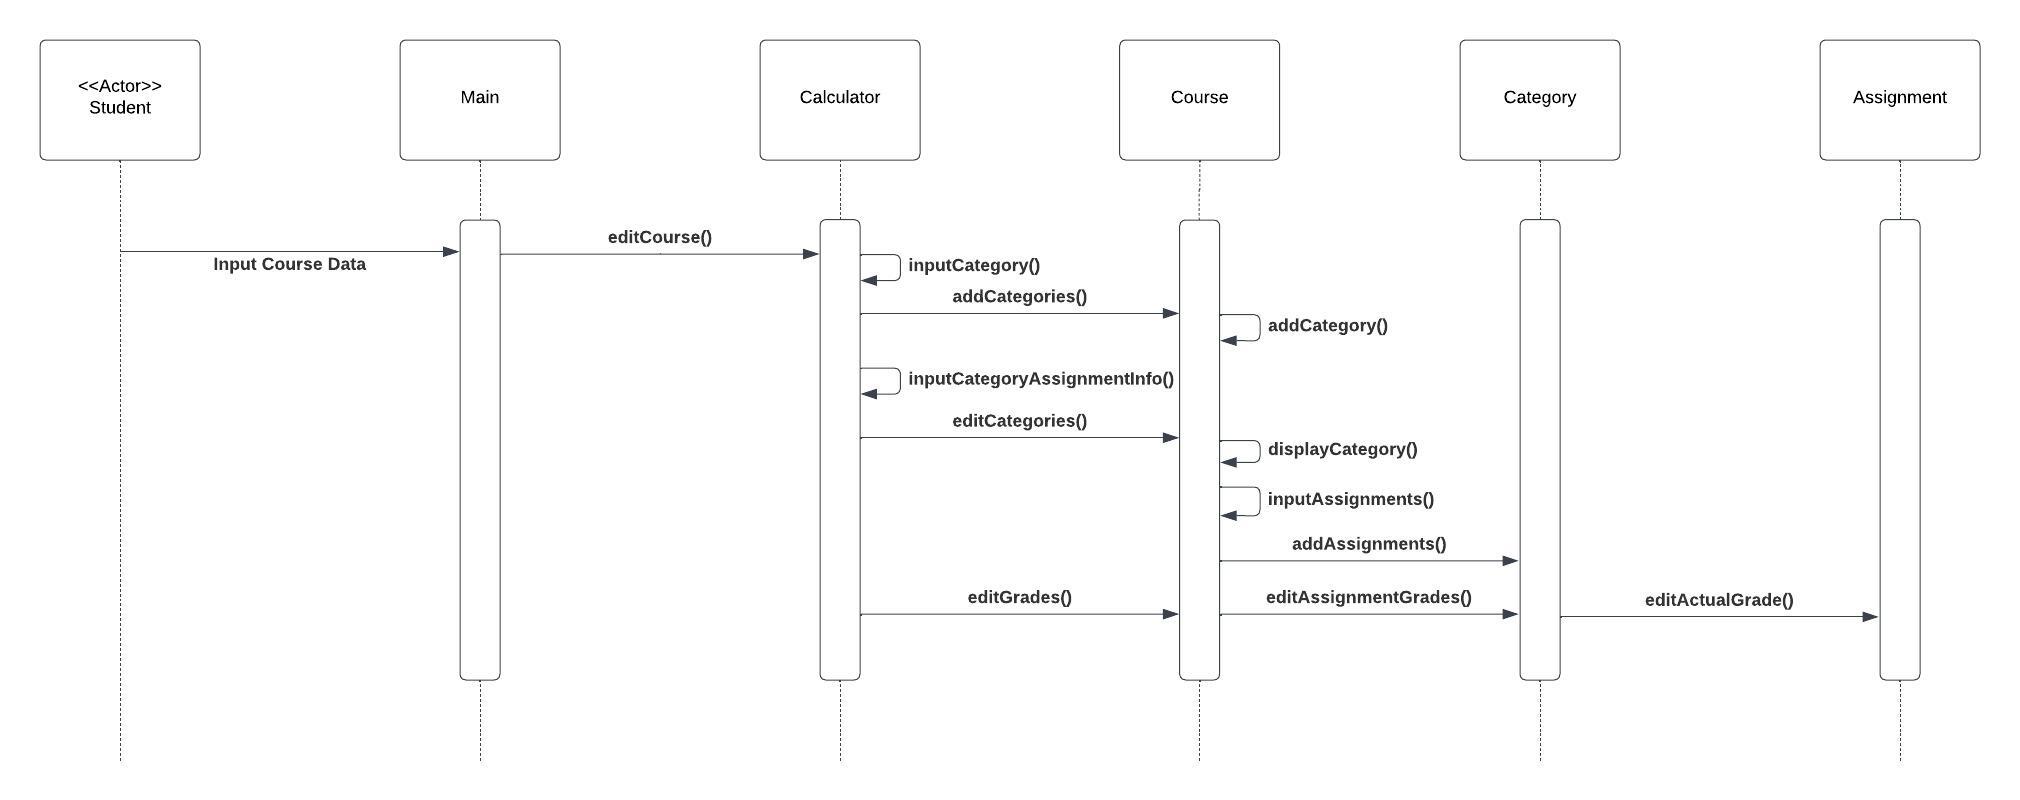 <<Actor>>
Student
Main
Calculator
Course
Category
Assignment
Input Course Data
editCourse()
inputCategory()
addCategories()
addCategory()
inputCategoryAssignmentInfo()
editCategories()
displayCategory()
inputAssignments()
addAssignments()
editGrades()
editAssignmentGrades()
editActualGrade()